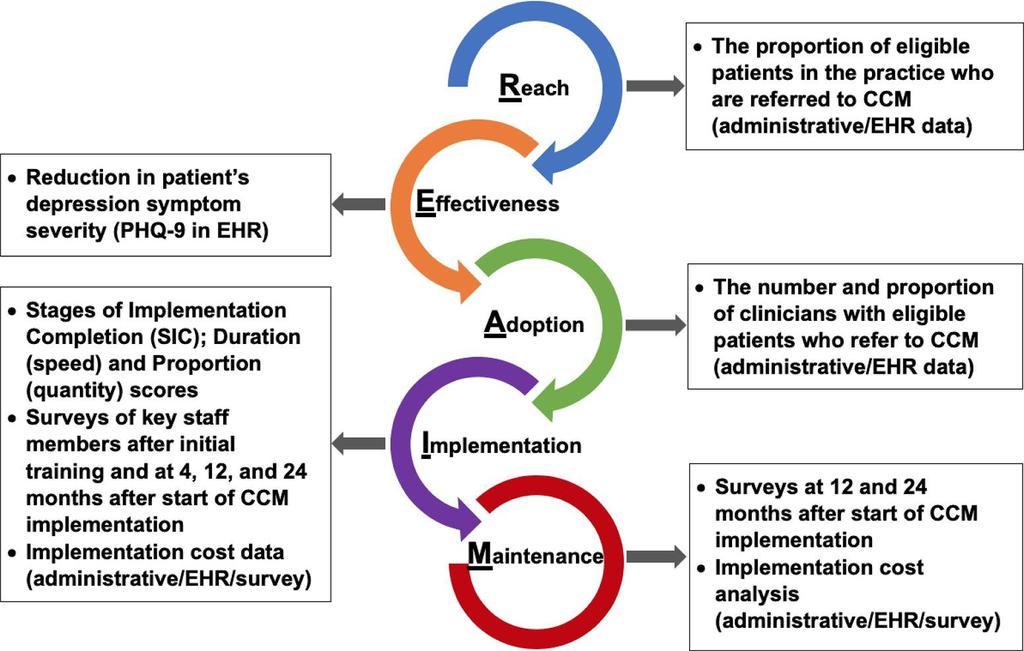 Reach
• The proportion of eligible
patients in the practice who
are referred to CCM
(administrative/EHR data)
Effectiveness
• Reduction in patient's
depression symptom
severity (PHQ-9 in EHR)
Adoption
• The number and proportion
of clinicians with eligible
patients who refer to CCM
(administrative/EHR data)
Implementation
• Stages of Implementation
Completion (SIC); Duration
(speed) and Proportion
(quantity) scores
• Surveys of key staff
members after initial
training and at 4, 12, and 24
months after start of CCM
implementation
• Implementation cost data
(administrative/EHR/survey)
Maintenance
• Surveys at 12 and 24
months after start of CCM
implementation
• Implementation cost
analysis
(administrative/EHR/survey)